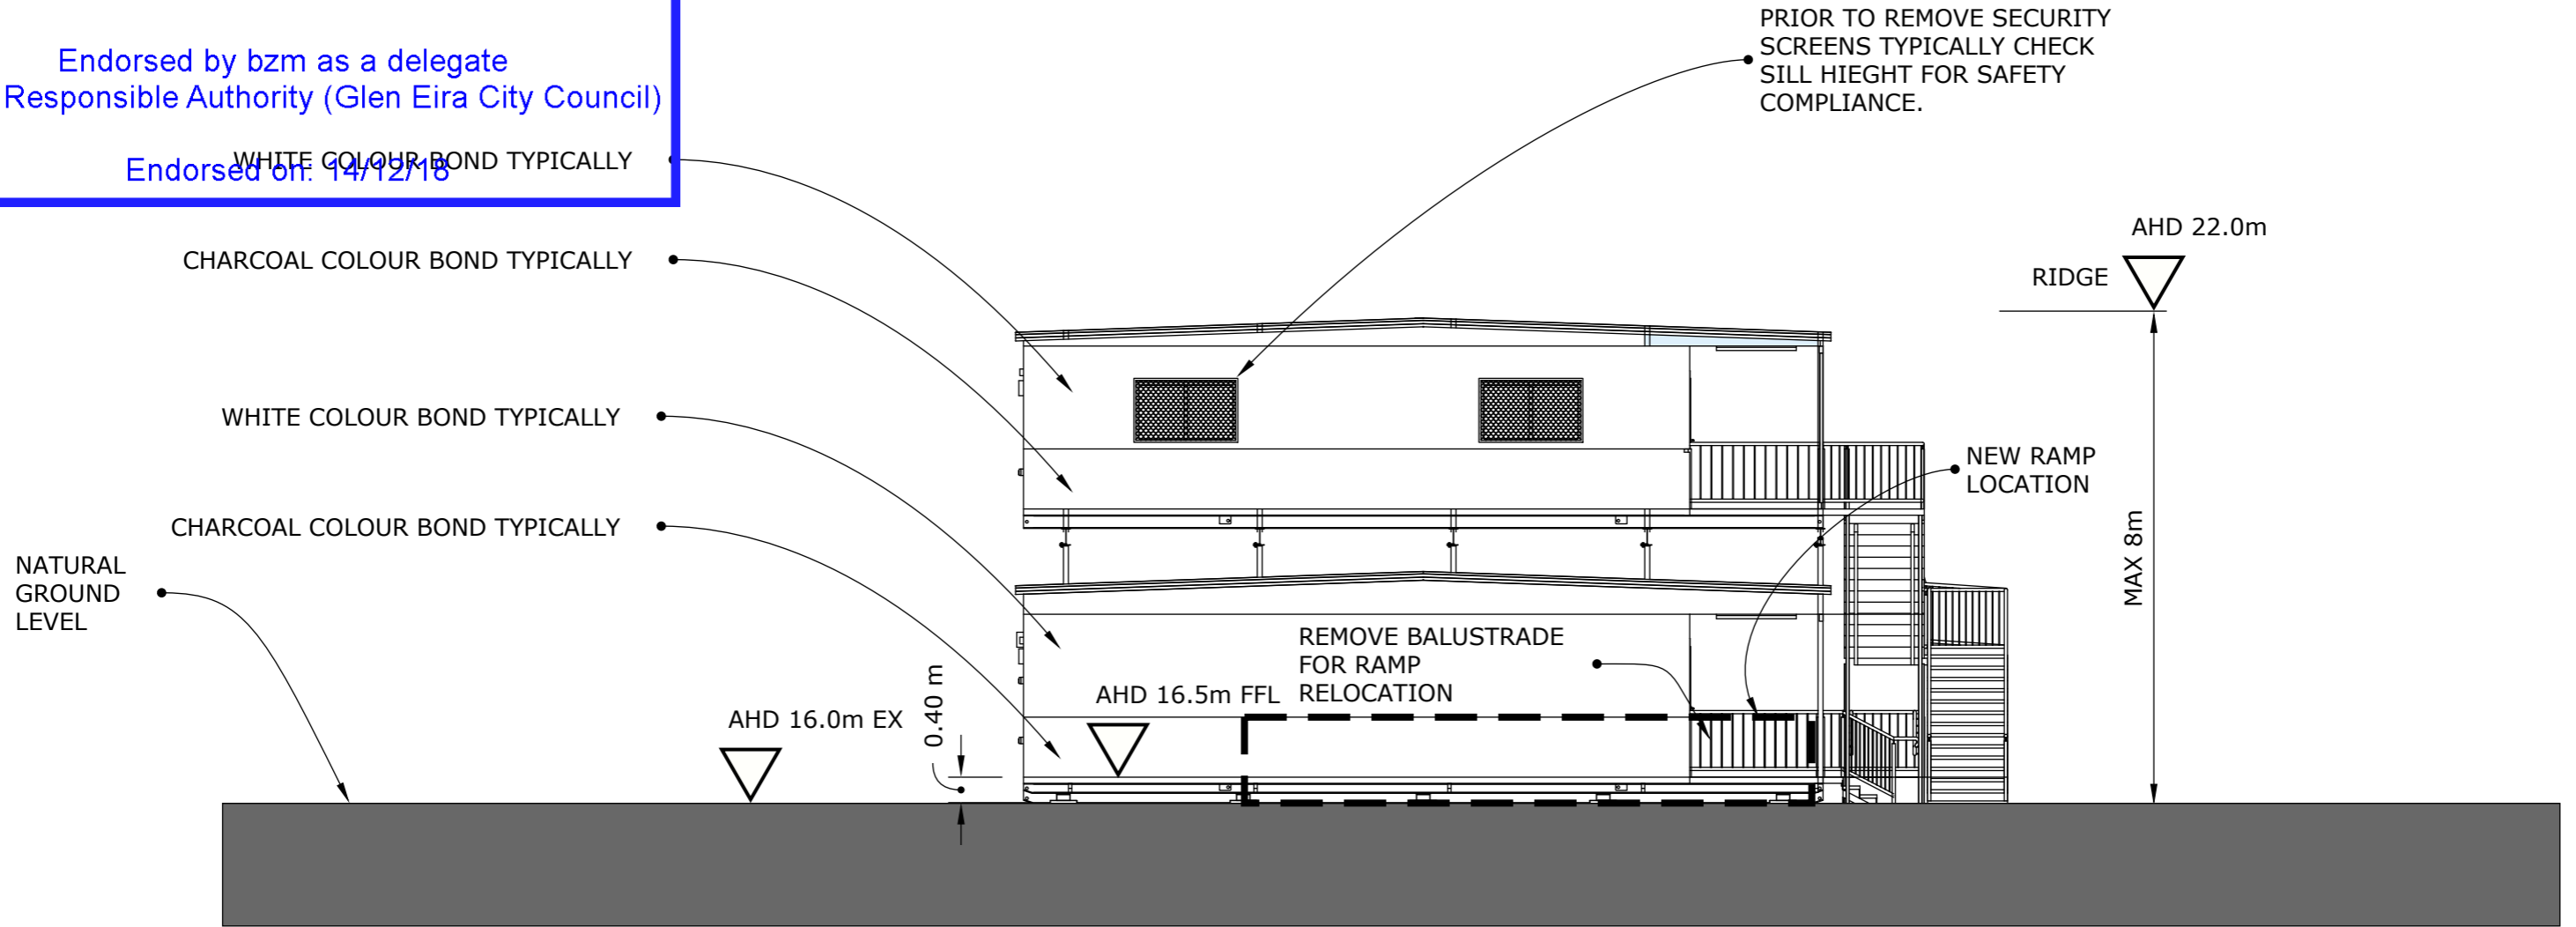 Endorsed by bzm as a delegate
Responsible Authority (Glen Eira City Council)
Endorsed on: 14/12/18
WHITE COLOUR BOND TYPICALLY
CHARCOAL COLOUR BOND TYPICALLY
WHITE COLOUR BOND TYPICALLY
CHARCOAL COLOUR BOND TYPICALLY
NATURAL
GROUND
LEVEL
PRIOR TO REMOVE SECURITY
SCREENS TYPICALLY CHECK
SILL HIEGHT FOR SAFETY
COMPLIANCE.
AHD 22.0m
RIDGE
NEW RAMP
LOCATION
MAX 8m
REMOVE BALUSTRADE
FOR RAMP
RELOCATION
AHD 16.5m FFL
AHD 16.0m EX
0.40 m